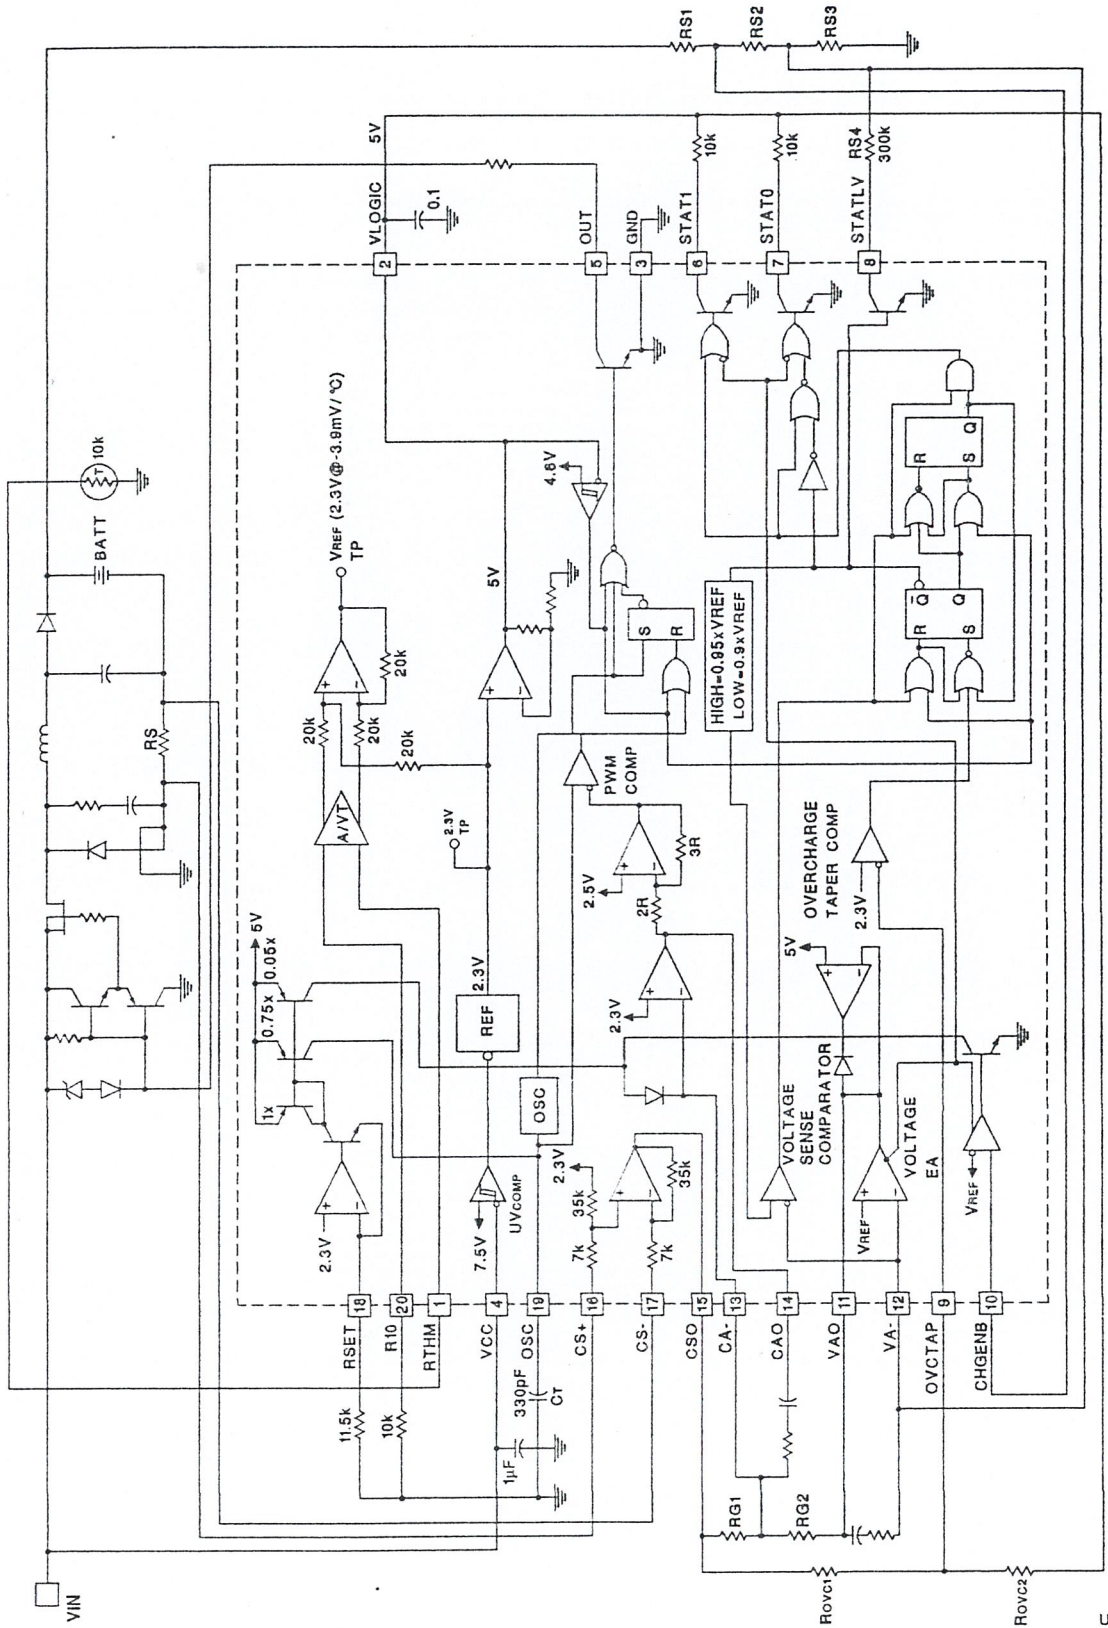 VIN
RS
BATT
T
10k
RS1
RS2
RS3
11.5k
10k
1µF
330pF
CT
RSET
18
R10
20
RTHM
1
VCC
4
OSC
19
CS+
16
CS-
17
CSO
15
CA-
13
CAO
14
VAO
11
VA-
12
OVCTAP
9
CHGENB
10
RG1
RG2
ROVC1
ROVC2
2.3V
+
-
1x
0.75x
0.05x
5V
7.5V
UVCOMP
REF
2.3V
2.3V
TP
A/VT
20k
20k
20k
20k
+
-
VREF (2.3V@-3.9mV/°C)
TP
+
-
5V
VLOGIC
2
5V
0.1
OUT
5
GND
3
STAT1
6
10k
STAT0
7
10k
STATLV
8
RS4
300k
4.6V
S
R
OSC
2.3V
35k
7k
7k
35k
+
-
2.3V
+
-
2R
3R
2.5V
+
-
PWM
COMP
HIGH=0.95xVREF
LOW=0.9xVREF
VOLTAGE
SENSE
COMPARATOR
5V
+
-
VREF
+
-
VOLTAGE
EA
VREF
OVERCHARGE
TAPER COMP
2.3V
R
Q
S
Q
R
S
Q